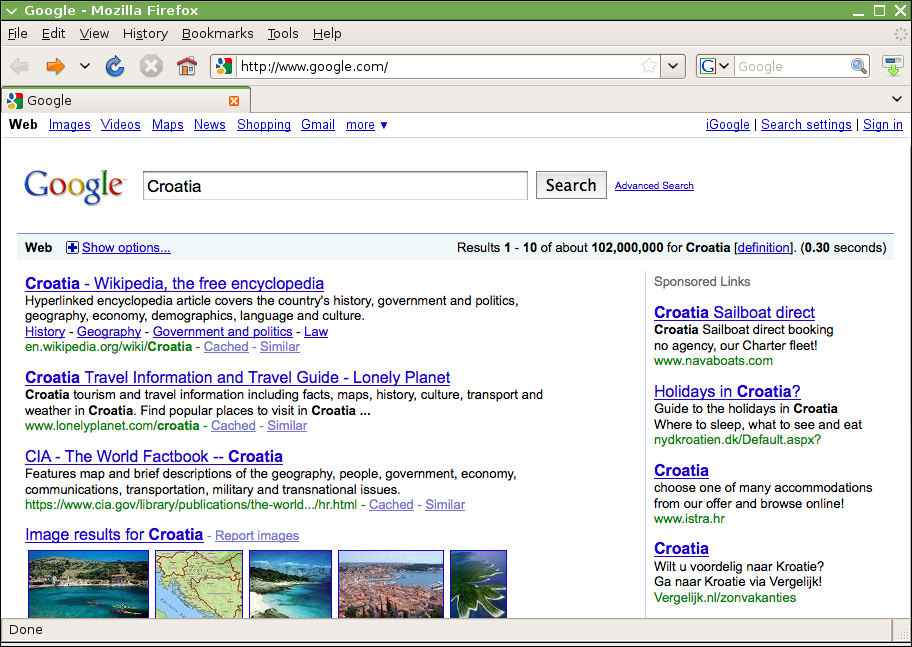 Google - Mozilla Firefox
File Edit View History Bookmarks Tools Help
http://www.google.com/
G Google
Google
Web Images Videos Maps News Shopping Gmail more ▼
iGoogle | Search settings | Sign in
Google
Croatia
Search
Advanced Search
Web Show options...
Results 1 - 10 of about 102,000,000 for Croatia [definition]. (0.30 seconds)
Croatia - Wikipedia, the free encyclopedia
Hyperlinked encyclopedia article covers the country's history, government and politics,
geography, economy, demographics, language and culture.
History - Geography - Government and politics - Law
en.wikipedia.org/wiki/Croatia - Cached - Similar
Croatia Travel Information and Travel Guide - Lonely Planet
Croatia tourism and travel information including facts, maps, history, culture, transport and
weather in Croatia. Find popular places to visit in Croatia ...
www.lonelyplanet.com/croatia - Cached - Similar
CIA - The World Factbook -- Croatia
Features map and brief descriptions of the geography, people, government, economy,
communications, transportation, military and transnational issues.
https://www.cia.gov/library/publications/the-world.../hr.html - Cached - Similar
Image results for Croatia - Report images
Sponsored Links
Croatia Sailboat direct
Croatia Sailboat direct booking
no agency, our Charter fleet!
www.navaboats.com
Holidays in Croatia?
Guide to the holidays in Croatia
Where to sleep, what to see and eat
nydkroatien.dk/Default.aspx?
Croatia
choose one of many accommodations
from our offer and browse online!
www.istra.hr
Croatia
Wilt u voordelig naar Kroatie?
Ga naar Kroatie via Vergelijk!
Vergelijk.nl/zonvakanties
Done